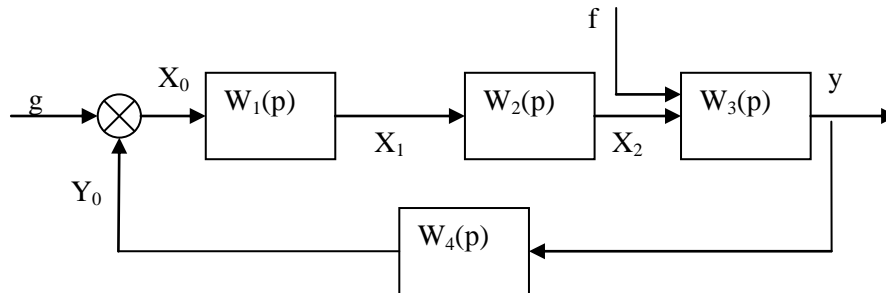 f
X₀
y
W₁(p)
W₂(p)
W₃(p)
g
X₁
X₂
Y₀
W₄(p)